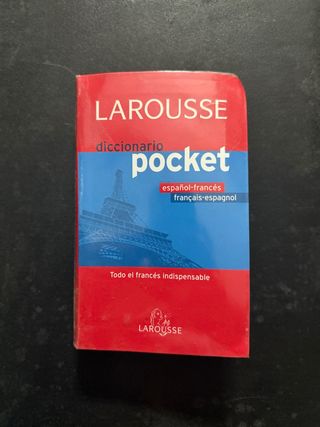 LAROUSSE
diccionario
pocket
español-francés
français-espagnol
Todo el francés indispensable
LAROUSSE